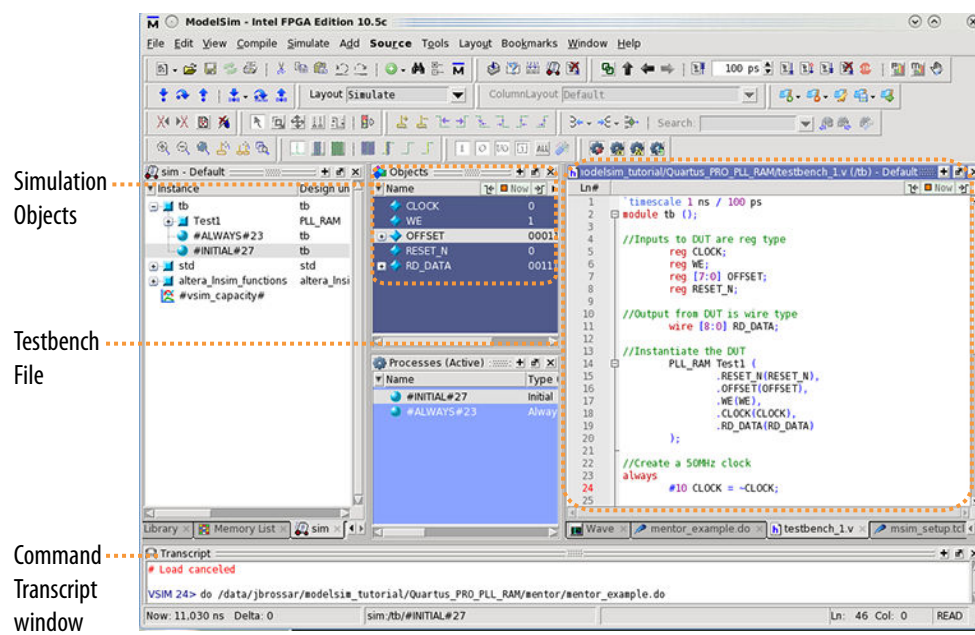 ModelSim - Intel FPGA Edition 10.5c
File Edit View Compile Simulate Add Source Tools Layout Bookmarks Window Help
100 ps
Layout Simulate
ColumnLayout Default
Search:
Simulation Objects
Testbench File
Command Transcript window
sim - Default
Instance Design un
tb tb
Test1 PLL_RAM
#ALWAYS#23 tb
#INITIAL#27 tb
std std
altera_lnsim_functions altera_lnsi
#vsim_capacity#
Library Memory List sim
Objects
Name Now
CLOCK 0
WE 1
OFFSET 00011
RESET_N 0
RD_DATA 0011
Processes (Active)
Name Type
#INITIAL#27 Initial
#ALWAYS#23 Alway
odelsim_tutorial/Quartus_PRO_PLL_RAM/testbench_1.v (/tb) - Default
Ln# Now
1 `timescale 1 ns / 100 ps
2 module tb ();
3
4 //Inputs to DUT are reg type
5 reg CLOCK;
6 reg WE;
7 reg [7:0] OFFSET;
8 reg RESET_N;
9
10 //Output from DUT is wire type
11 wire [8:0] RD_DATA;
12
13 //Instantiate the DUT
14 PLL_RAM Test1 (
15 .RESET_N(RESET_N),
16 .OFFSET(OFFSET),
17 .WE(WE),
18 .CLOCK(CLOCK),
19 .RD_DATA(RD_DATA)
20 );
21
22 //Create a 50MHz clock
23 always
24 #10 CLOCK = ~CLOCK;
25
Wave mentor_example.do testbench_1.v msim_setup.tcl
Transcript
# Load canceled
VSIM 24> do /data/jbrossar/modelsim_tutorial/Quartus_PRO_PLL_RAM/mentor/mentor_example.do
Now: 11,030 ns Delta: 0 sim:/tb/#INITIAL#27 Ln: 46 Col: 0 READ